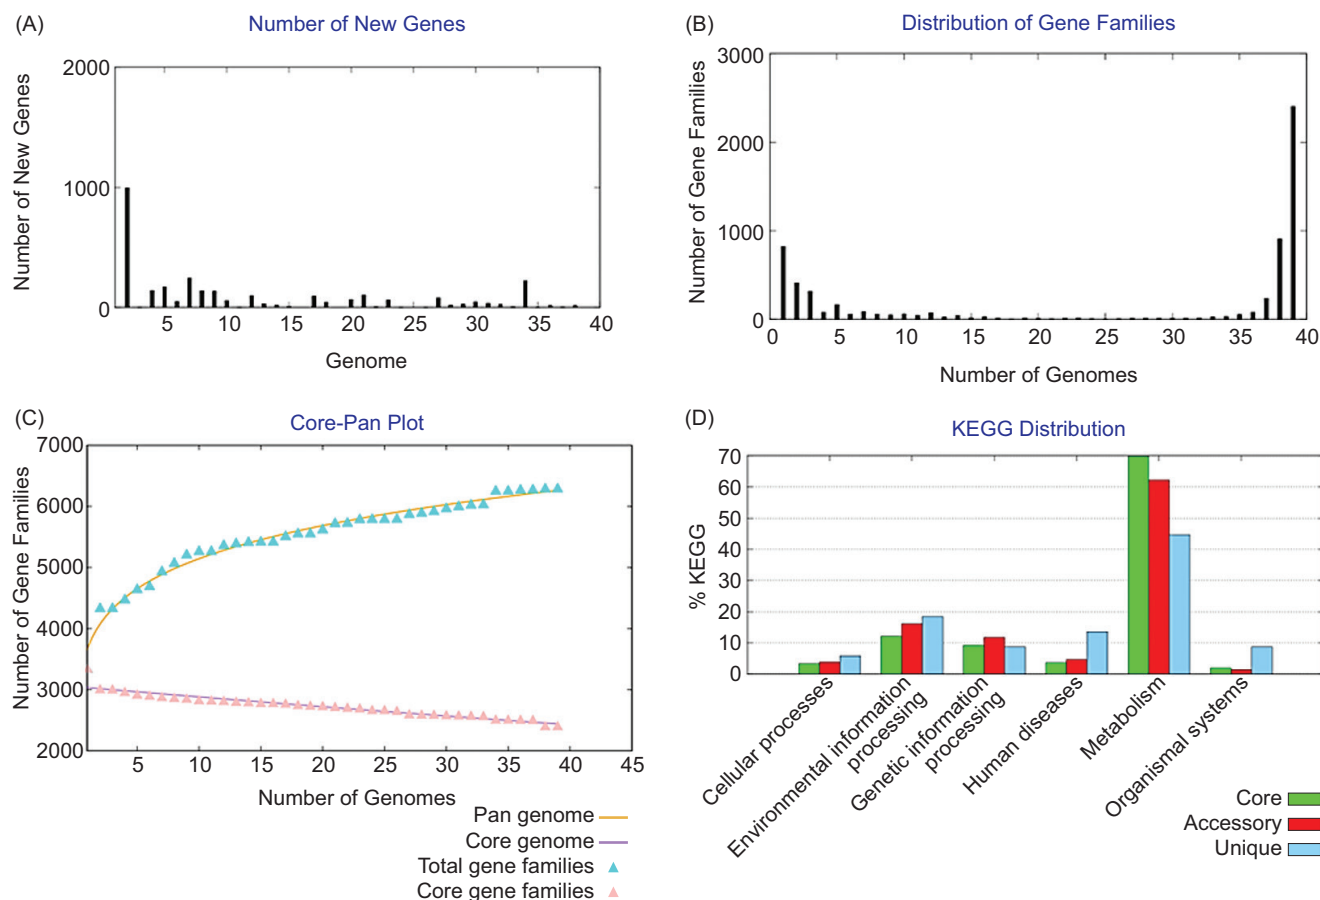 (A)
Number of New Genes
Number of New Genes
2000
1000
0
5
10
15
20
25
30
35
40
Genome
(B)
Distribution of Gene Families
Number of Gene Families
3000
2000
1000
0
0
5
10
15
20
25
30
35
40
Number of Genomes
(C)
Core-Pan Plot
Number of Gene Families
7000
6000
5000
4000
3000
2000
5
10
15
20
25
30
35
40
45
Number of Genomes
Pan genome
Core genome
Total gene families
Core gene families
(D)
KEGG Distribution
% KEGG
70
60
50
40
30
20
10
0
Cellular processes
Environmental information
processing
Genetic information
processing
Human diseases
Metabolism
Organismal systems
Core
Accessory
Unique